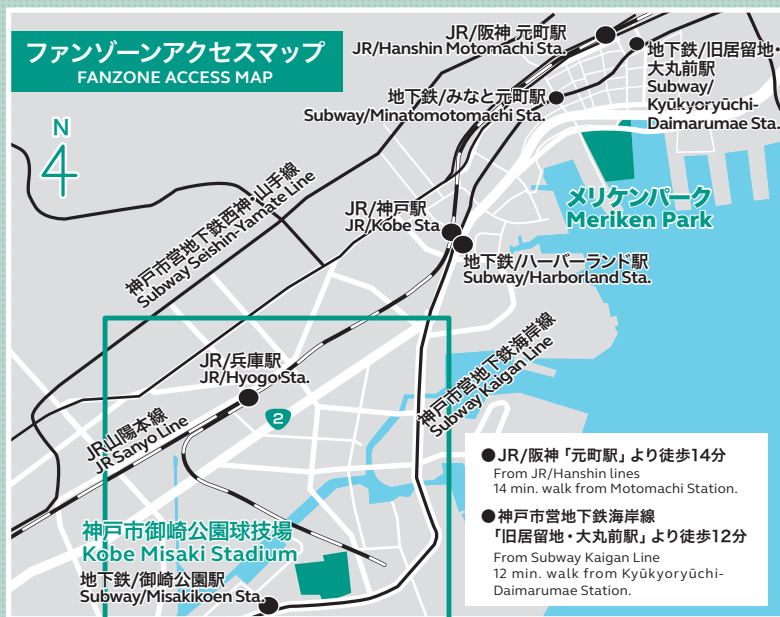 ファンゾーンアクセスマップ
FANZONE ACCESS MAP
JR/阪神 元町駅
JR/Hanshin Motomachi Sta.
地下鉄/旧居留地・
大丸前駅
Subway/
Kyūkyoryūchi-
Daimarumae Sta.
地下鉄/みなと元町駅
Subway/Minatomotomachi Sta.
N
メリケンパーク
Meriken Park
神戸市営地下鉄西神・山手線
Subway Seishin-Yamate Line
JR/神戸駅
JR/Kobe Sta.
地下鉄/ハーバーランド駅
Subway/Harborland Sta.
神戸市営地下鉄海岸線
Subway Kaigan Line
JR/兵庫駅
JR/Hyogo Sta.
2
JR山陽本線
JR Sanyo Line
神戸市御崎公園球技場
Kobe Misaki Stadium
地下鉄/御崎公園駅
Subway/Misakikoen Sta.
●JR/阪神「元町駅」より徒歩14分
From JR/Hanshin lines
14 min. walk from Motomachi Station.
●神戸市営地下鉄海岸線
「旧居留地・大丸前駅」より徒歩12分
From Subway Kaigan Line
12 min. walk from Kyūkyoryūchi-
Daimarumae Station.